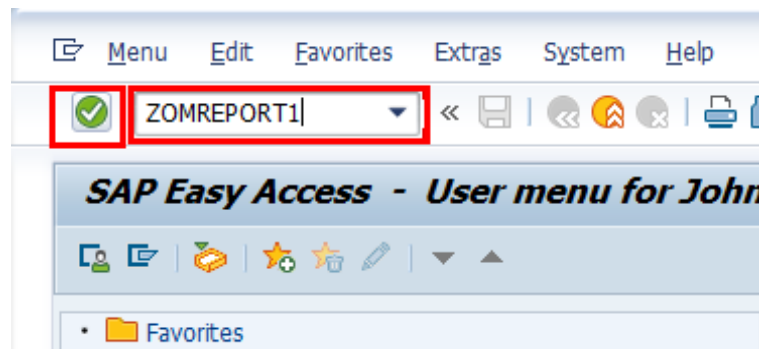 Menu Edit Favorites Extras System Help
ZOMREPORT1
SAP Easy Access - User menu for John
Favorites